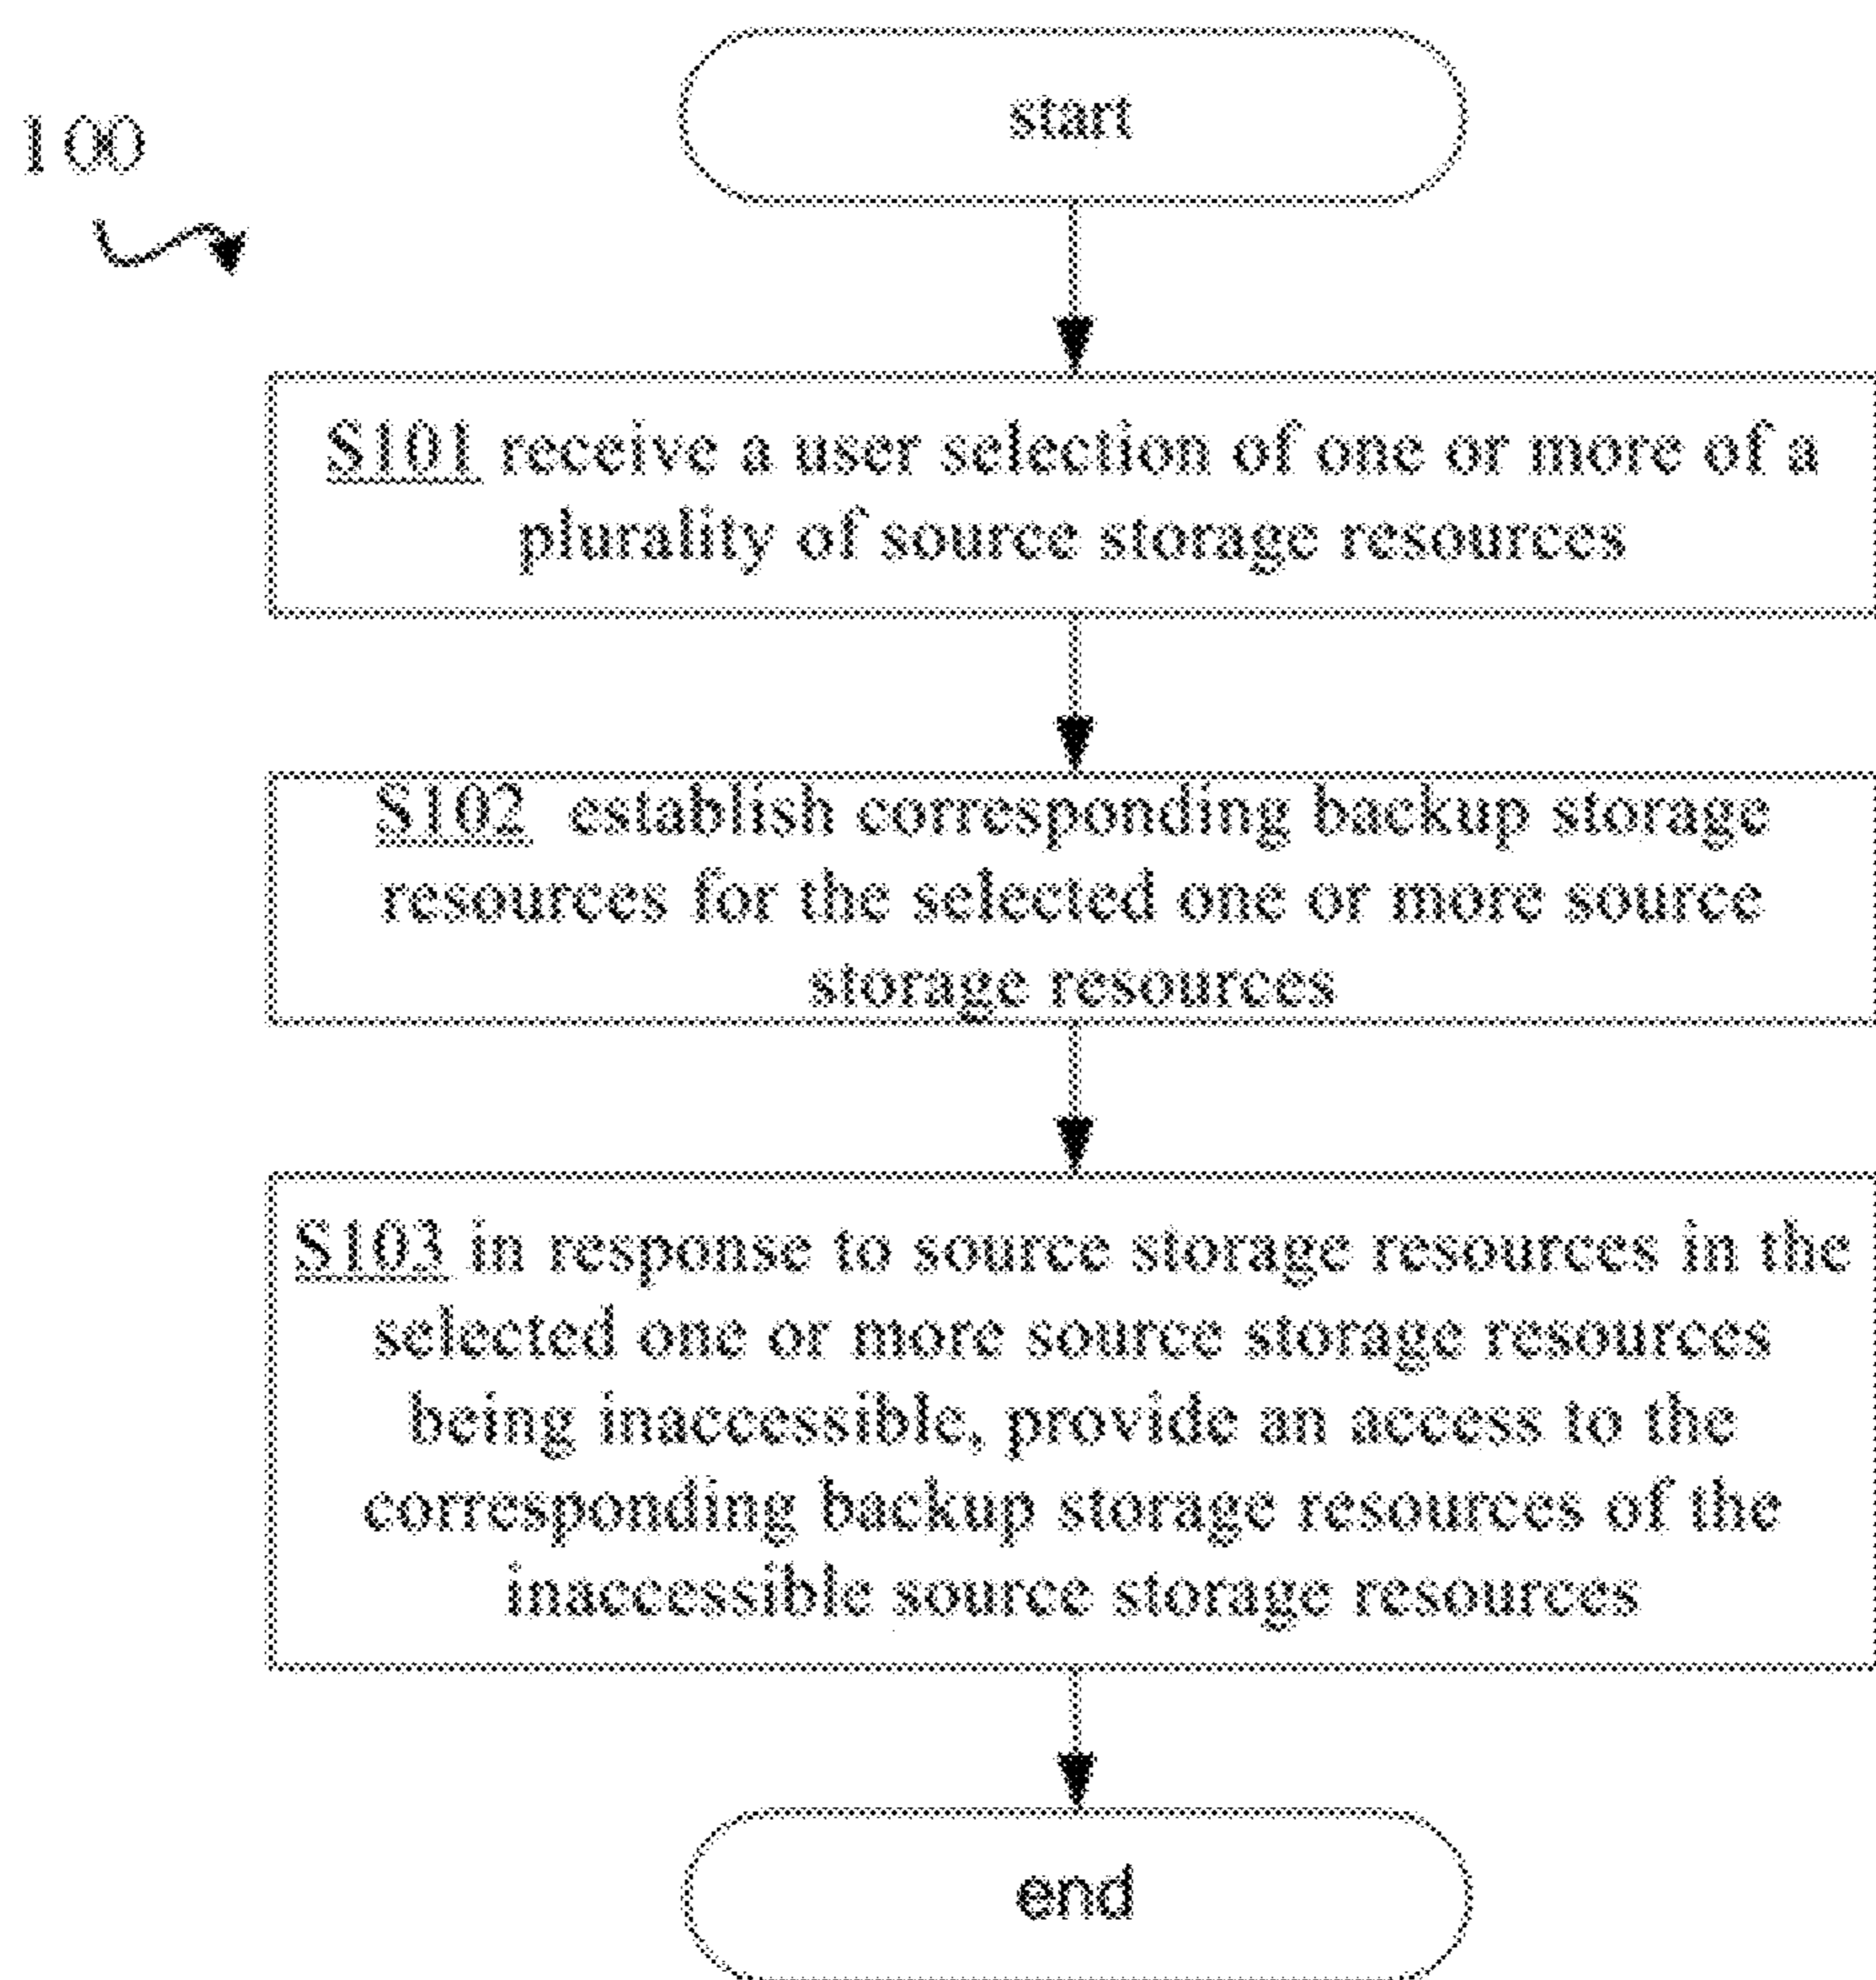 100
start
S101 receive a user selection of one or more of a
plurality of source storage resources
S102 establish corresponding backup storage
resources for the selected one or more source
storage resources
S103 in response to source storage resources in the
selected one or more source storage resources
being inaccessible, provide an access to the
corresponding backup storage resources of the
inaccessible source storage resources
end